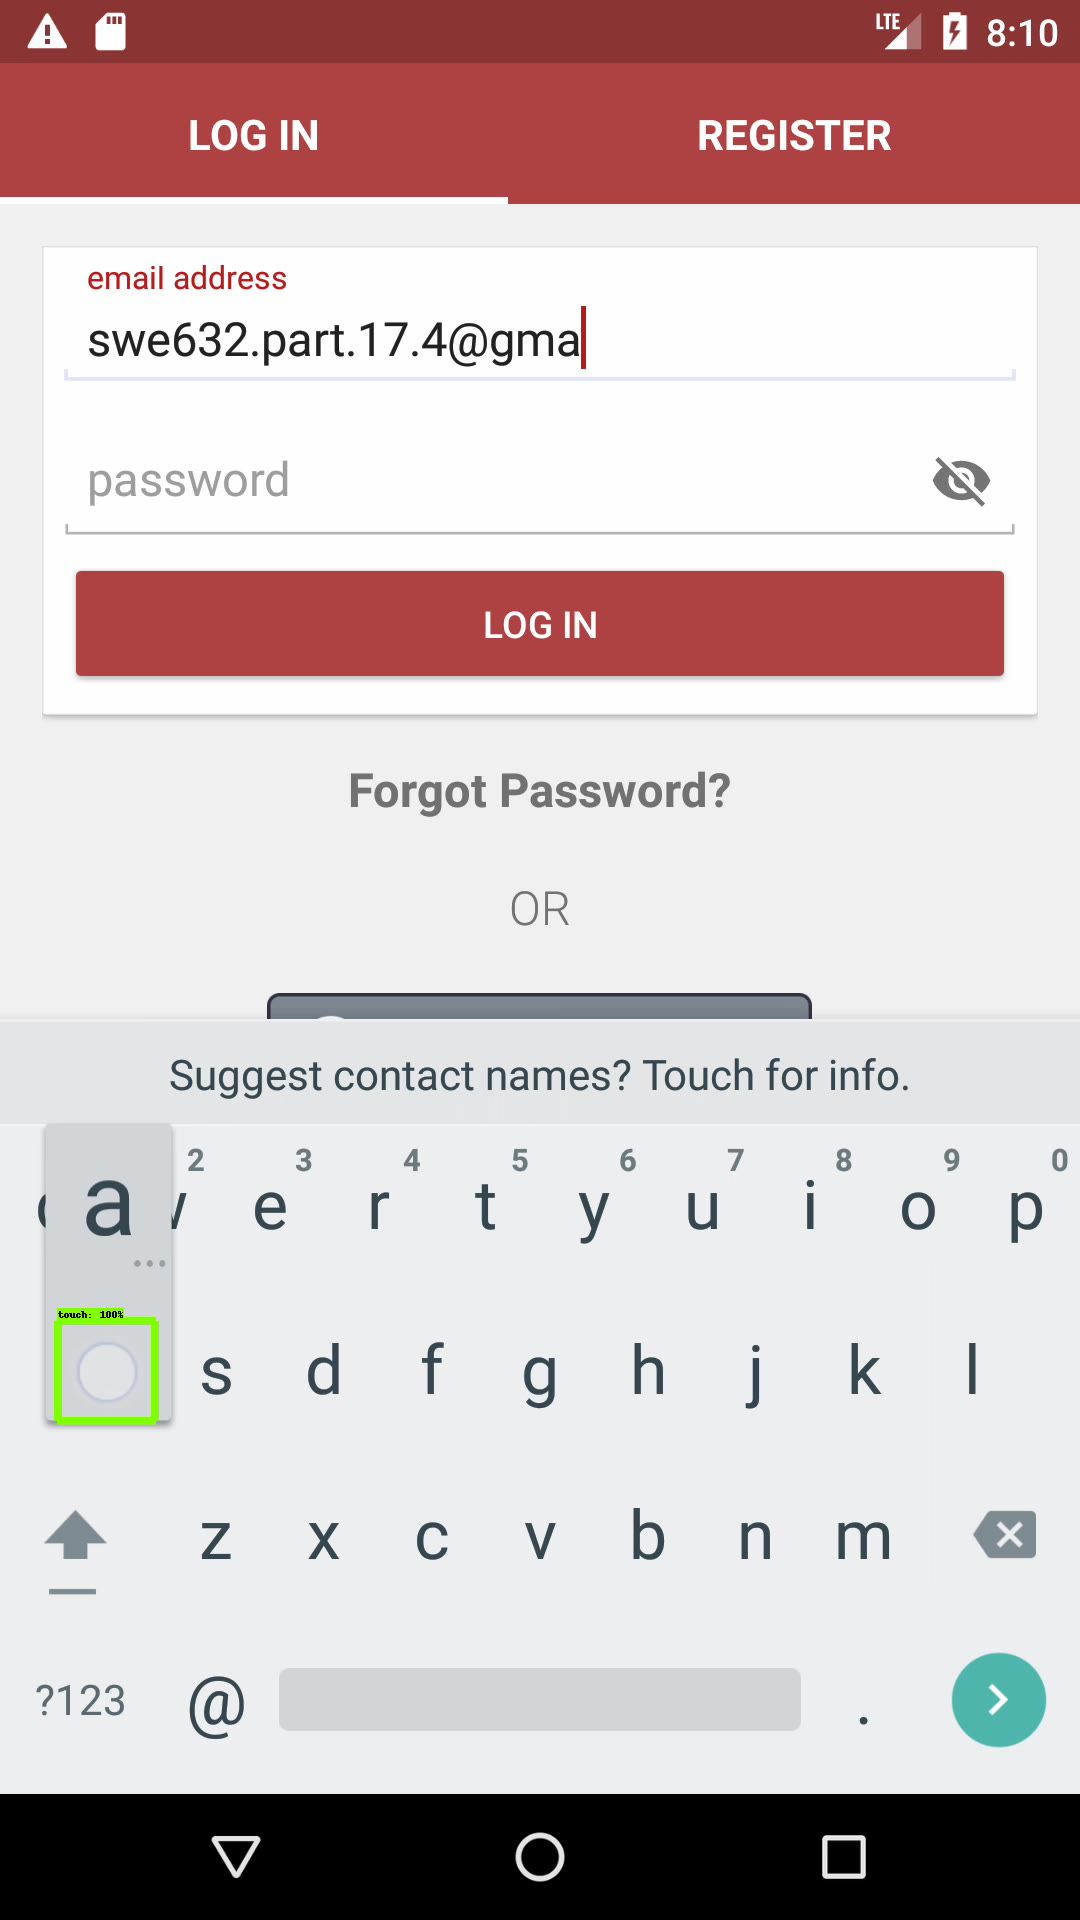 LTE 8:10
LOG IN REGISTER
email address
swe632.part.17.4@gma
password
LOG IN
Forgot Password?
OR
Suggest contact names? Touch for info.
a
2 3 4 5 6 7 8 9 0
e r t y u i o p
...
touch: 100%
s d f g h j k l
z x c v b n m
?123 @ .